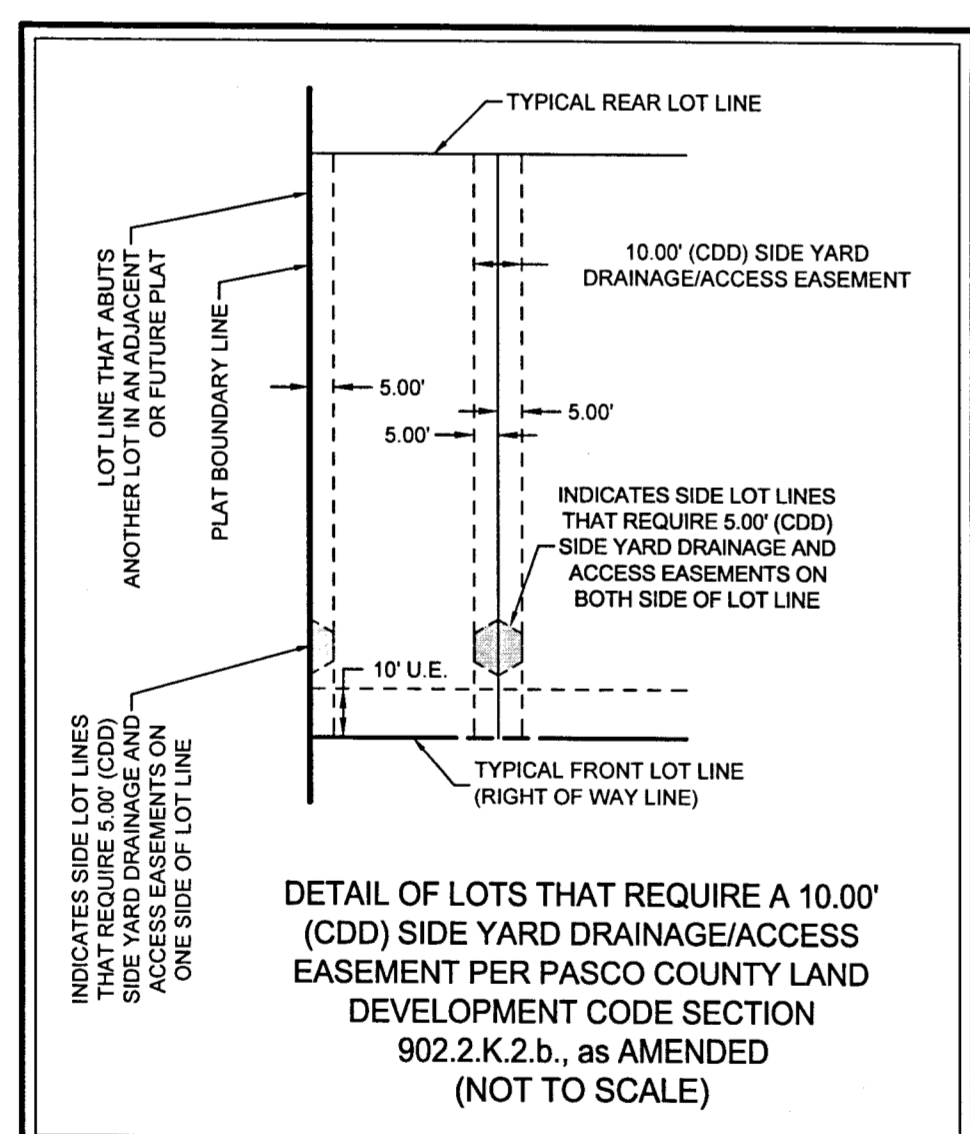 TYPICAL REAR LOT LINE
LOT LINE THAT ABUTS
ANOTHER LOT IN AN ADJACENT
OR FUTURE PLAT
PLAT BOUNDARY LINE
10.00' (CDD) SIDE YARD
DRAINAGE/ACCESS EASEMENT
5.00'
5.00'
5.00'
INDICATES SIDE LOT LINES
THAT REQUIRE 5.00' (CDD)
SIDE YARD DRAINAGE AND
ACCESS EASEMENTS ON
BOTH SIDE OF LOT LINE
10' U.E.
INDICATES SIDE LOT LINES
THAT REQUIRE 5.00' (CDD)
SIDE YARD DRAINAGE AND
ACCESS EASEMENTS ON
ONE SIDE OF LOT LINE
TYPICAL FRONT LOT LINE
(RIGHT OF WAY LINE)
DETAIL OF LOTS THAT REQUIRE A 10.00'
(CDD) SIDE YARD DRAINAGE/ACCESS
EASEMENT PER PASCO COUNTY LAND
DEVELOPMENT CODE SECTION
902.2.K.2.b., as AMENDED
(NOT TO SCALE)